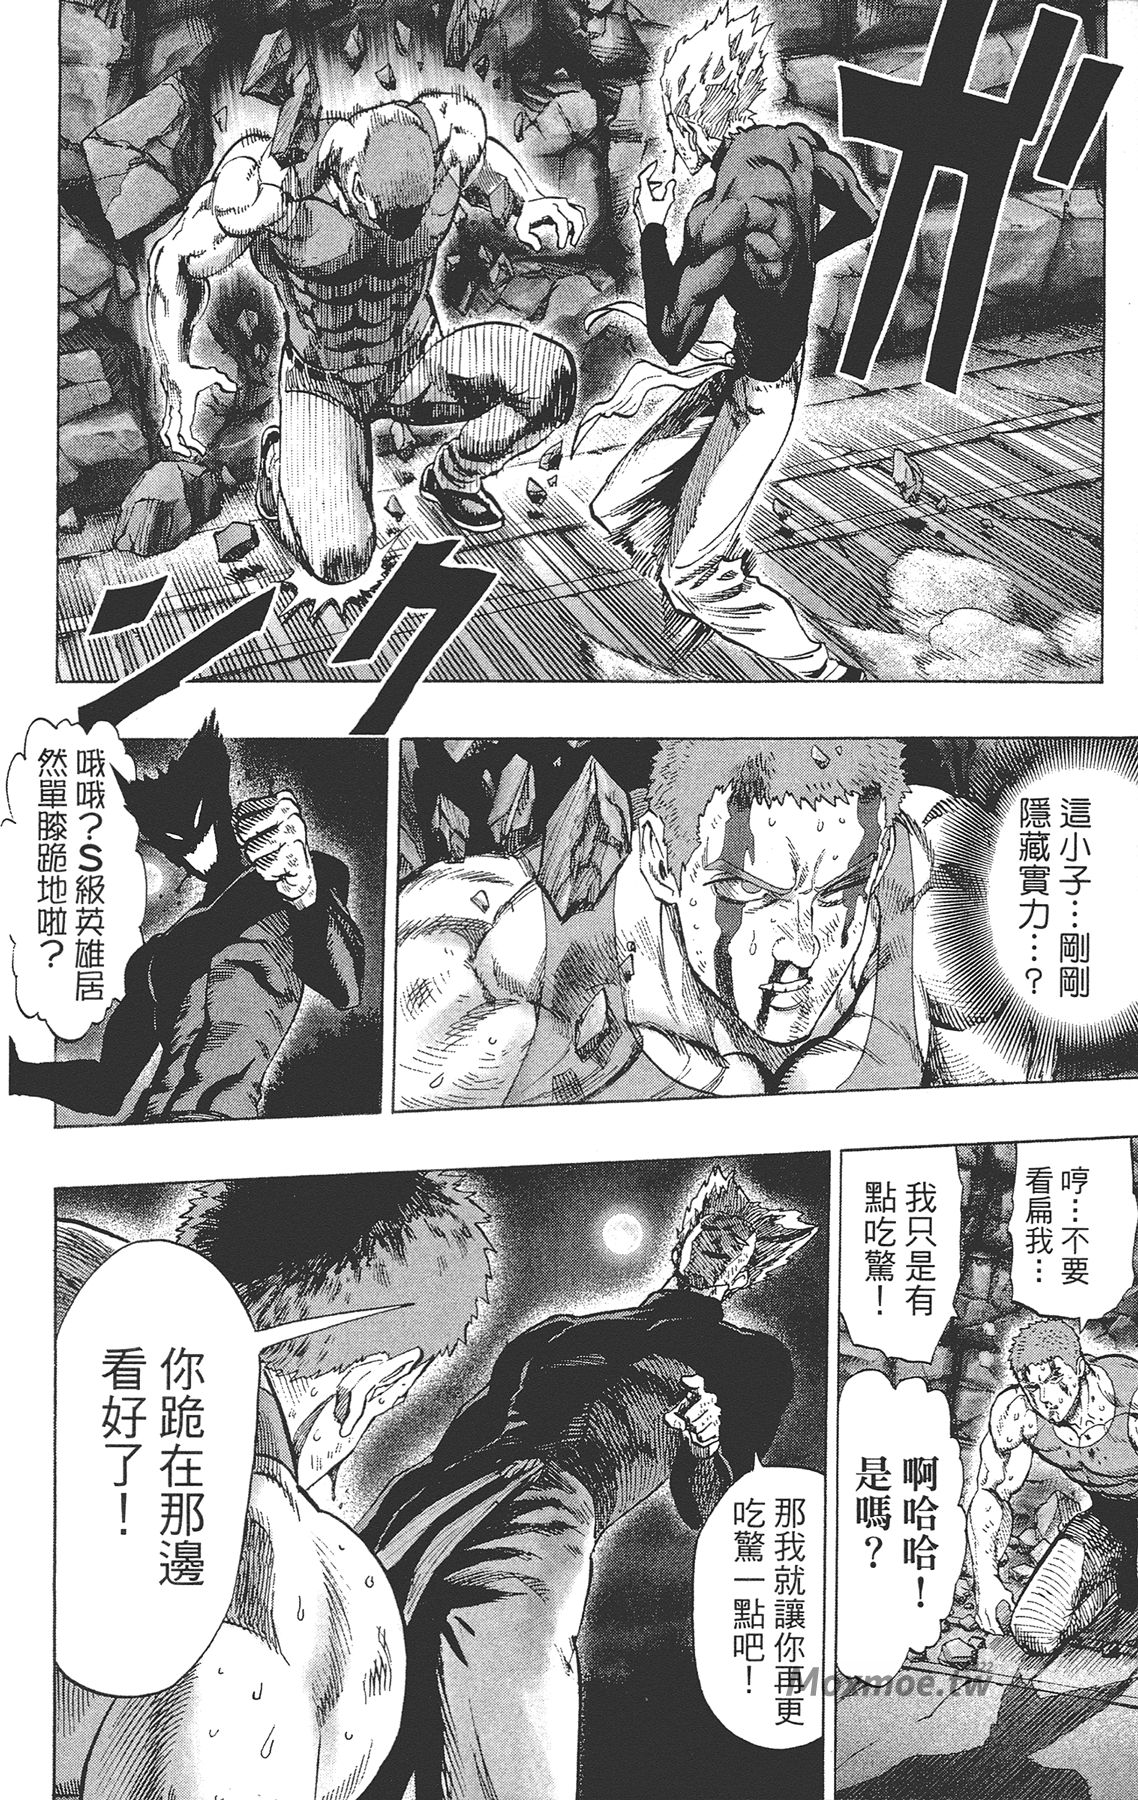 ガ
クン
這小子…剛剛
隱藏實力…？
哦哦？S級英雄居
然單膝跪地啦？
哼…不要
看扁我…
我只是有
點吃驚！
啊哈哈！
是嗎？
那我就讓你再更
吃驚一點吧！
你跪在那邊
看好了！
Moxmoe.tw